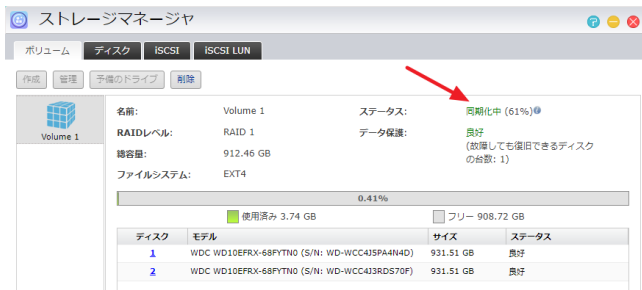 ストレージマネージャ
ボリューム ディスク iSCSI iSCSI LUN
作成 管理 予備のドライブ 削除
Volume 1
名前: Volume 1 ステータス: 同期化中 (61%)
RAIDレベル: RAID 1 データ保護: 良好
(故障しても復旧できるディスク
の台数: 1)
総容量: 912.46 GB
ファイルシステム: EXT4
0.41%
使用済み 3.74 GB フリー 908.72 GB
ディスク モデル サイズ ステータス
1 WDC WD10EFRX-68FYTN0 (S/N: WD-WCC4J5PA4N4D) 931.51 GB 良好
2 WDC WD10EFRX-68FYTN0 (S/N: WD-WCC4J3RDS70F) 931.51 GB 良好